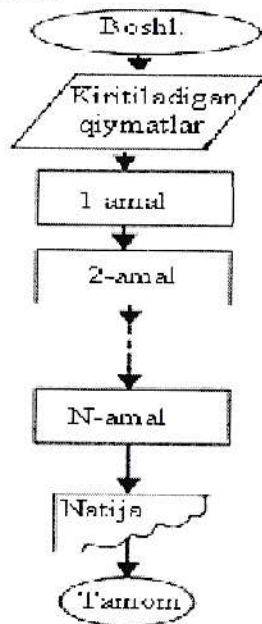 Boshl.
Kiritiladigan
qiymatlar
1 amal
2-amal
N-amal
Natija
Tamom